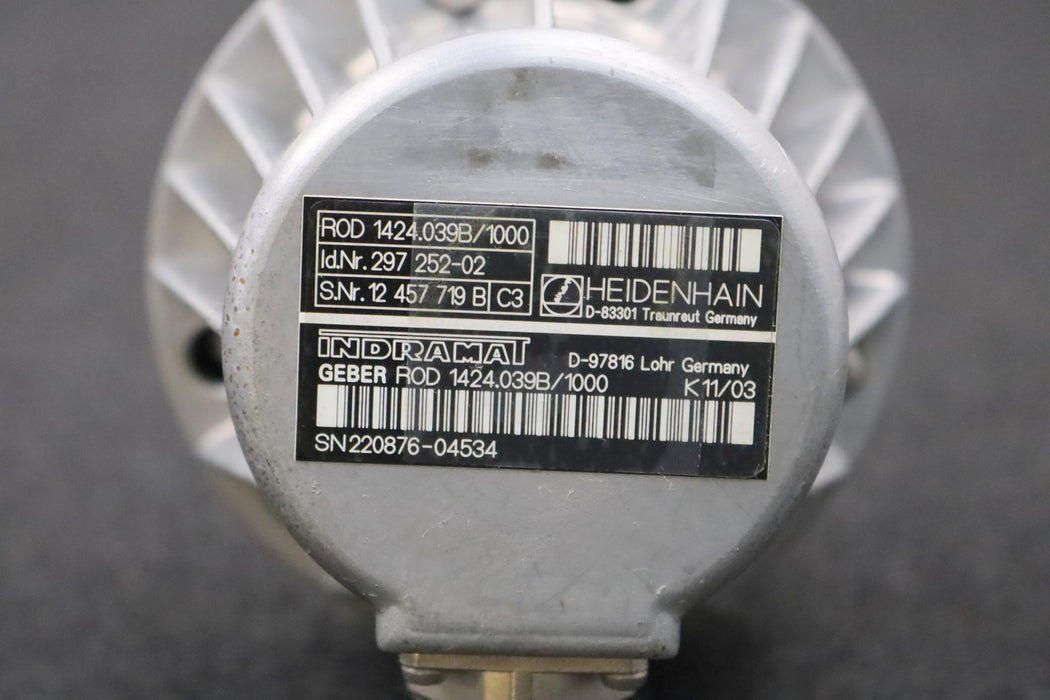 ROD 1424.039B/1000
Id.Nr. 297 252-02
S.Nr. 12 457 719 B C3
HEIDENHAIN
D-83301 Traunreut Germany
INDRAMAT
D-97816 Lohr Germany
GEBER ROD 1424.039B/1000
K11/03
SN220876-04534